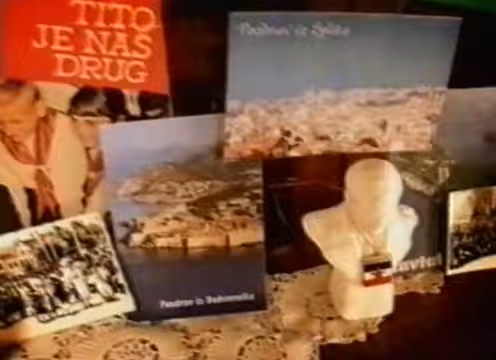 TITO
JE NAŠ
DRUG
Pozdrav iz Splita
Pozdrav iz Dubrovnika